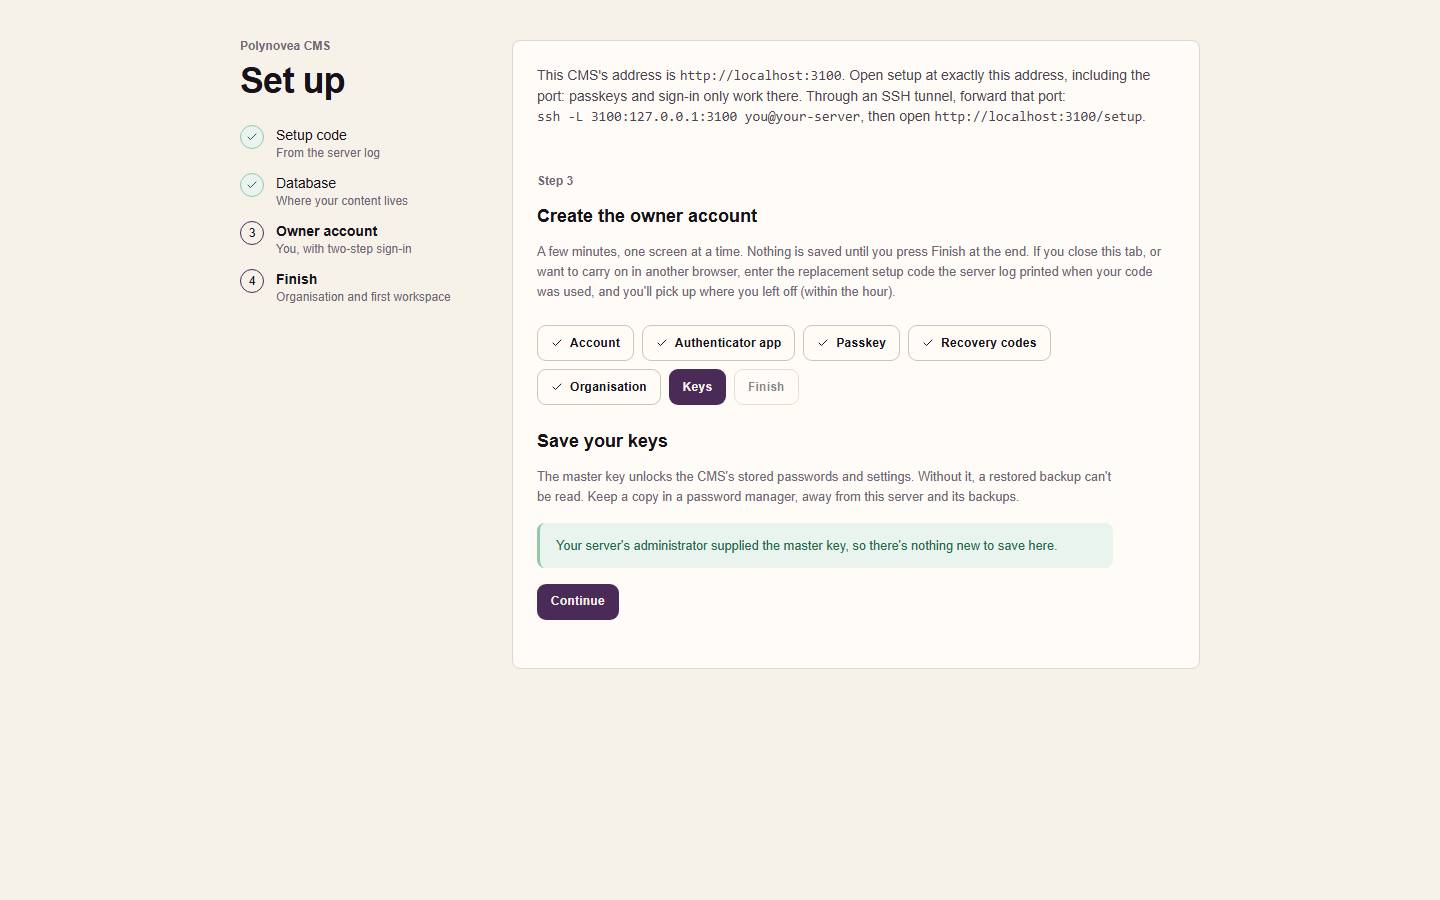 Polynovea CMS
Set up
Setup code
From the server log
Database
Where your content lives
3
Owner account
You, with two-step sign-in
4
Finish
Organisation and first workspace
This CMS's address is http://localhost:3100. Open setup at exactly this address, including the
port: passkeys and sign-in only work there. Through an SSH tunnel, forward that port:
ssh -L 3100:127.0.0.1:3100 you@your-server, then open http://localhost:3100/setup.
Step 3
Create the owner account
A few minutes, one screen at a time. Nothing is saved until you press Finish at the end. If you close this tab, or
want to carry on in another browser, enter the replacement setup code the server log printed when your code
was used, and you'll pick up where you left off (within the hour).
Account
Authenticator app
Passkey
Recovery codes
Organisation
Keys
Finish
Save your keys
The master key unlocks the CMS's stored passwords and settings. Without it, a restored backup can't
be read. Keep a copy in a password manager, away from this server and its backups.
Your server's administrator supplied the master key, so there's nothing new to save here.
Continue